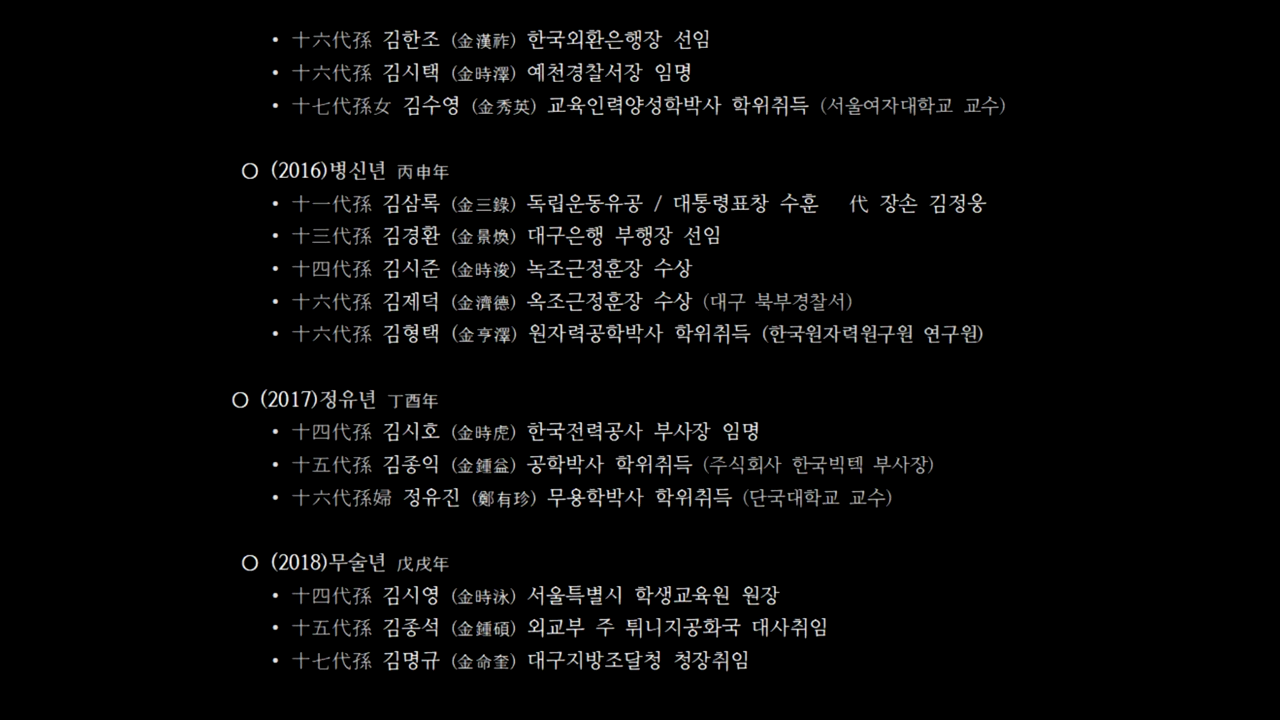 • 十六代孫 김한조 (金漢祚) 한국외환은행장 선임
• 十六代孫 김시택 (金時澤) 예천경찰서장 임명
• 十七代孫女 김수영 (金秀英) 교육인력양성학박사 학위취득 (서울여자대학교 교수)
○ (2016)병신년 丙申年
• 十一代孫 김삼록 (金三錄) 독립운동유공 / 대통령표창 수훈 代 장손 김정웅
• 十三代孫 김경환 (金景煥) 대구은행 부행장 선임
• 十四代孫 김시준 (金時浚) 녹조근정훈장 수상
• 十六代孫 김제덕 (金濟德) 옥조근정훈장 수상 (대구 북부경찰서)
• 十六代孫 김형택 (金亨澤) 원자력공학박사 학위취득 (한국원자력원구원 연구원)
○ (2017)정유년 丁酉年
• 十四代孫 김시호 (金時虎) 한국전력공사 부사장 임명
• 十五代孫 김종익 (金鍾益) 공학박사 학위취득 (주식회사 한국빅텍 부사장)
• 十六代孫婦 정유진 (鄭有珍) 무용학박사 학위취득 (단국대학교 교수)
○ (2018)무술년 戊戌年
• 十四代孫 김시영 (金時泳) 서울특별시 학생교육원 원장
• 十五代孫 김종석 (金鍾碩) 외교부 주 튀니지공화국 대사취임
• 十七代孫 김명규 (金命奎) 대구지방조달청 청장취임